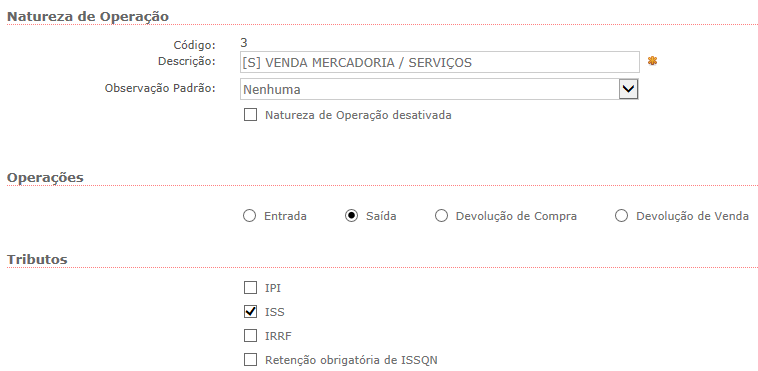 Natureza de Operação
Código: 3
Descrição: [S] VENDA MERCADORIA / SERVIÇOS
Observação Padrão: Nenhuma
Natureza de Operação desativada
Operações
Entrada Saída Devolução de Compra Devolução de Venda
Tributos
IPI
ISS
IRRF
Retenção obrigatória de ISSQN